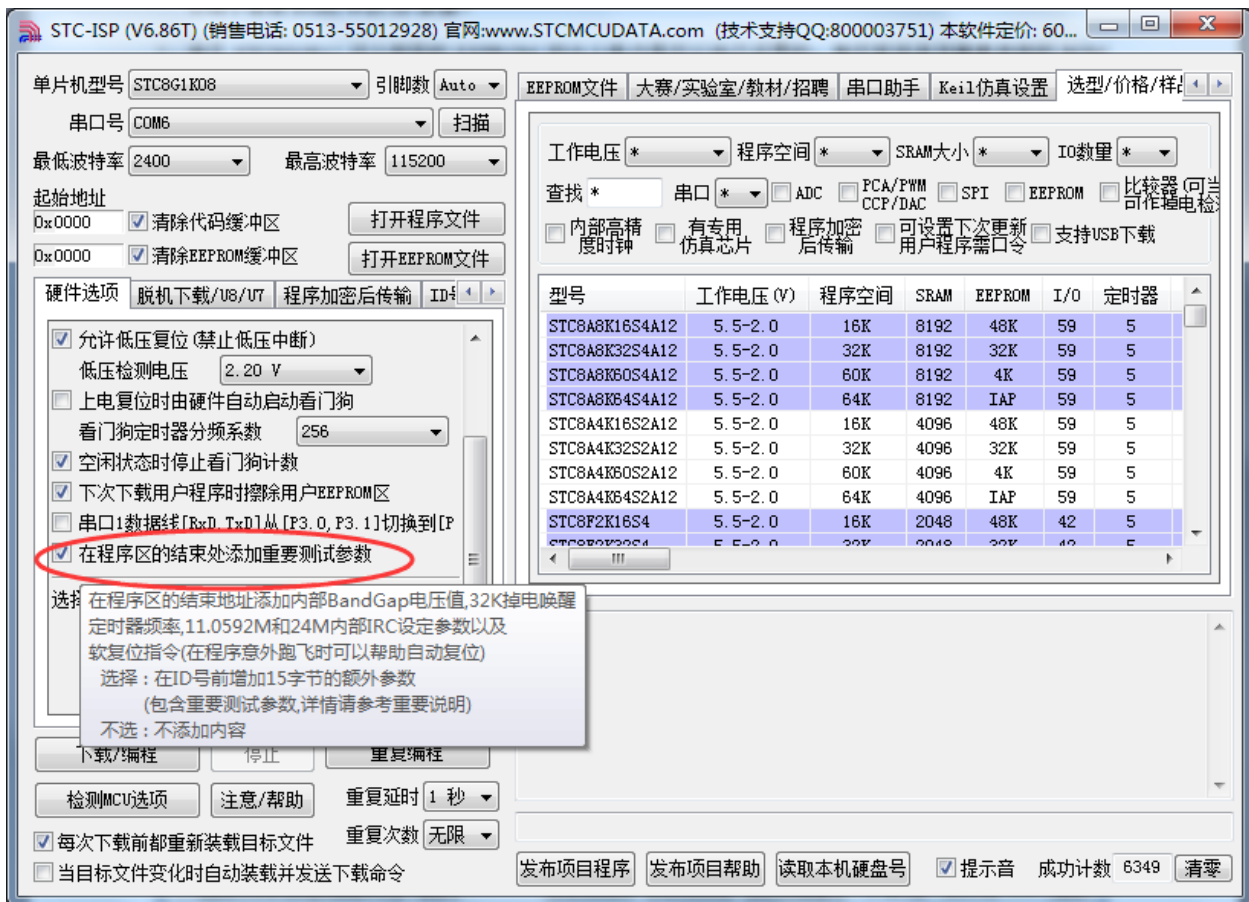 STC-ISP (V6.86T) (销售电话: 0513-55012928) 官网:www.STCMCUDATA.com (技术支持QQ:800003751) 本软件定价: 60...
单片机型号 STC8G1K08 引脚数 Auto
串口号 COM6 扫描
最低波特率 2400 最高波特率 115200
起始地址
0x0000 清除代码缓冲区 打开程序文件
0x0000 清除EEPROM缓冲区 打开EEPROM文件
硬件选项 脱机下载/U8/U7 程序加密后传输
允许低压复位(禁止低压中断)
低压检测电压 2.20 V
上电复位时由硬件自动启动看门狗
看门狗定时器分频系数 256
空闲状态时停止看门狗计数
下次下载用户程序时擦除用户EEPROM区
串口1数据线[RxD,TxD]从[P3.0,P3.1]切换到[P
在程序区的结束处添加重要测试参数
在程序区的结束地址添加内部BandGap电压值,32K掉电唤醒
定时器频率,11.0592M和24M内部IRC设定参数以及
软复位指令(在程序意外跑飞时可以帮助自动复位)
选择 : 在ID号前增加15字节的额外参数
(包含重要测试参数,详情请参考重要说明)
不选 : 不添加内容
下载/编程 停止 重复编程
检测MCU选项 注意/帮助 重复延时 1 秒
每次下载前都重新装载目标文件 重复次数 无限
当目标文件变化时自动装载并发送下载命令
EEPROM文件 大赛/实验室/教材/招聘 串口助手 Keil仿真设置 选型/价格/样
工作电压 * 程序空间 * SRAM大小 * IO数量 *
查找 * 串口 * ADC PCA/PWM CCP/DAC SPI EEPROM 比较器(可当 可作掉电检
内部高精度时钟 有专用仿真芯片 程序加密后传输 可设置下次更新用户程序需口令 支持USB下载
型号 工作电压(V) 程序空间 SRAM EEPROM I/O 定时器
STC8A8K16S4A12 5.5-2.0 16K 8192 48K 59 5
STC8A8K32S4A12 5.5-2.0 32K 8192 32K 59 5
STC8A8K60S4A12 5.5-2.0 60K 8192 4K 59 5
STC8A8K64S4A12 5.5-2.0 64K 8192 IAP 59 5
STC8A4K16S2A12 5.5-2.0 16K 4096 48K 59 5
STC8A4K32S2A12 5.5-2.0 32K 4096 32K 59 5
STC8A4K60S2A12 5.5-2.0 60K 4096 4K 59 5
STC8A4K64S2A12 5.5-2.0 64K 4096 IAP 59 5
STC8F2K16S4 5.5-2.0 16K 2048 48K 42 5
STC8F2K32S4 5.5-2.0 32K 2048 32K 42 5
发布项目程序 发布项目帮助 读取本机硬盘号 提示音 成功计数 6349 清零